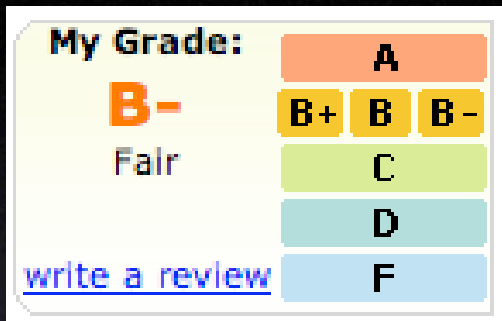 My Grade:
B-
Fair
write a review
A
B+ B B-
C
D
F